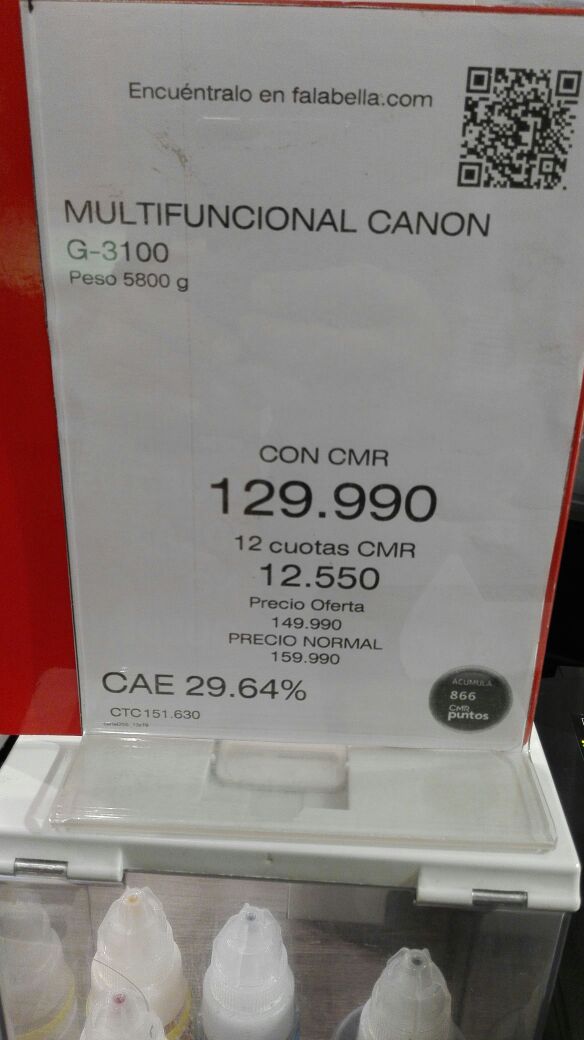 Encuéntralo en falabella.com
MULTIFUNCIONAL CANON
G-3100
Peso 5800 g
CON CMR
129.990
12 cuotas CMR
12.550
Precio Oferta
149.990
PRECIO NORMAL
159.990
CAE 29.64%
CTC151.630
ACUMULA
866
CMR
puntos